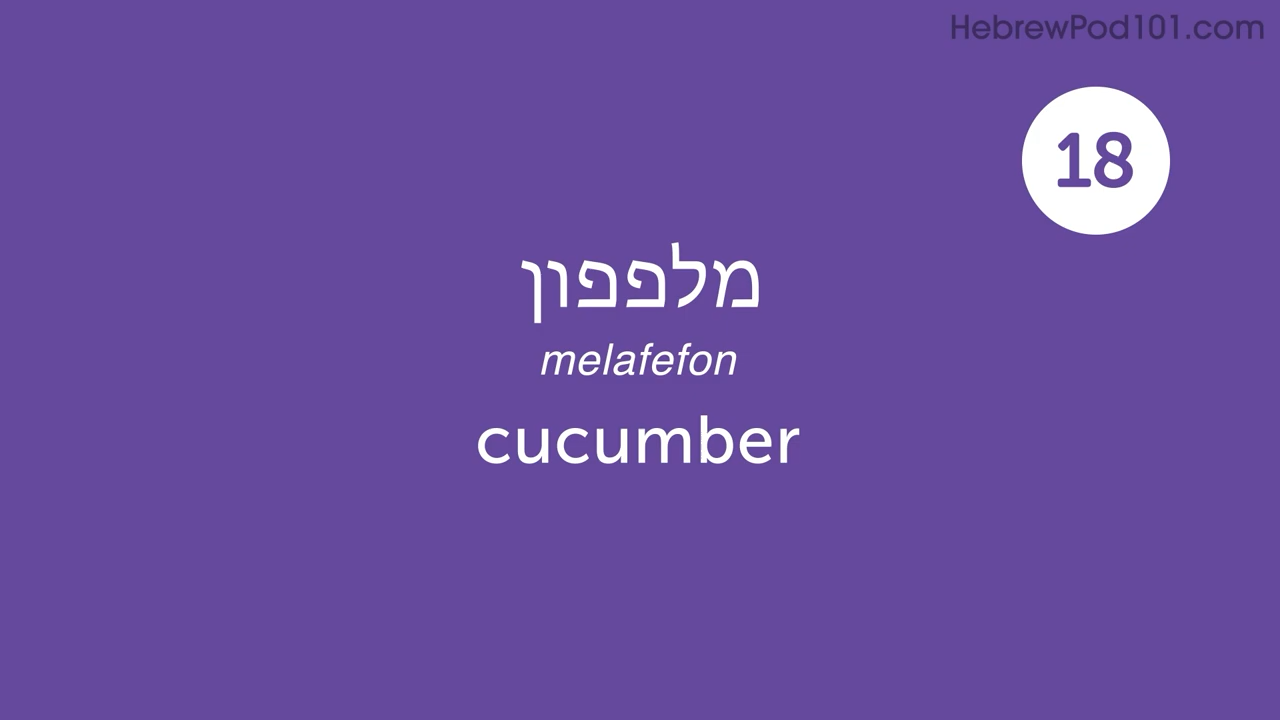 HebrewPod101.com
18
מלפפון
melafefon
cucumber